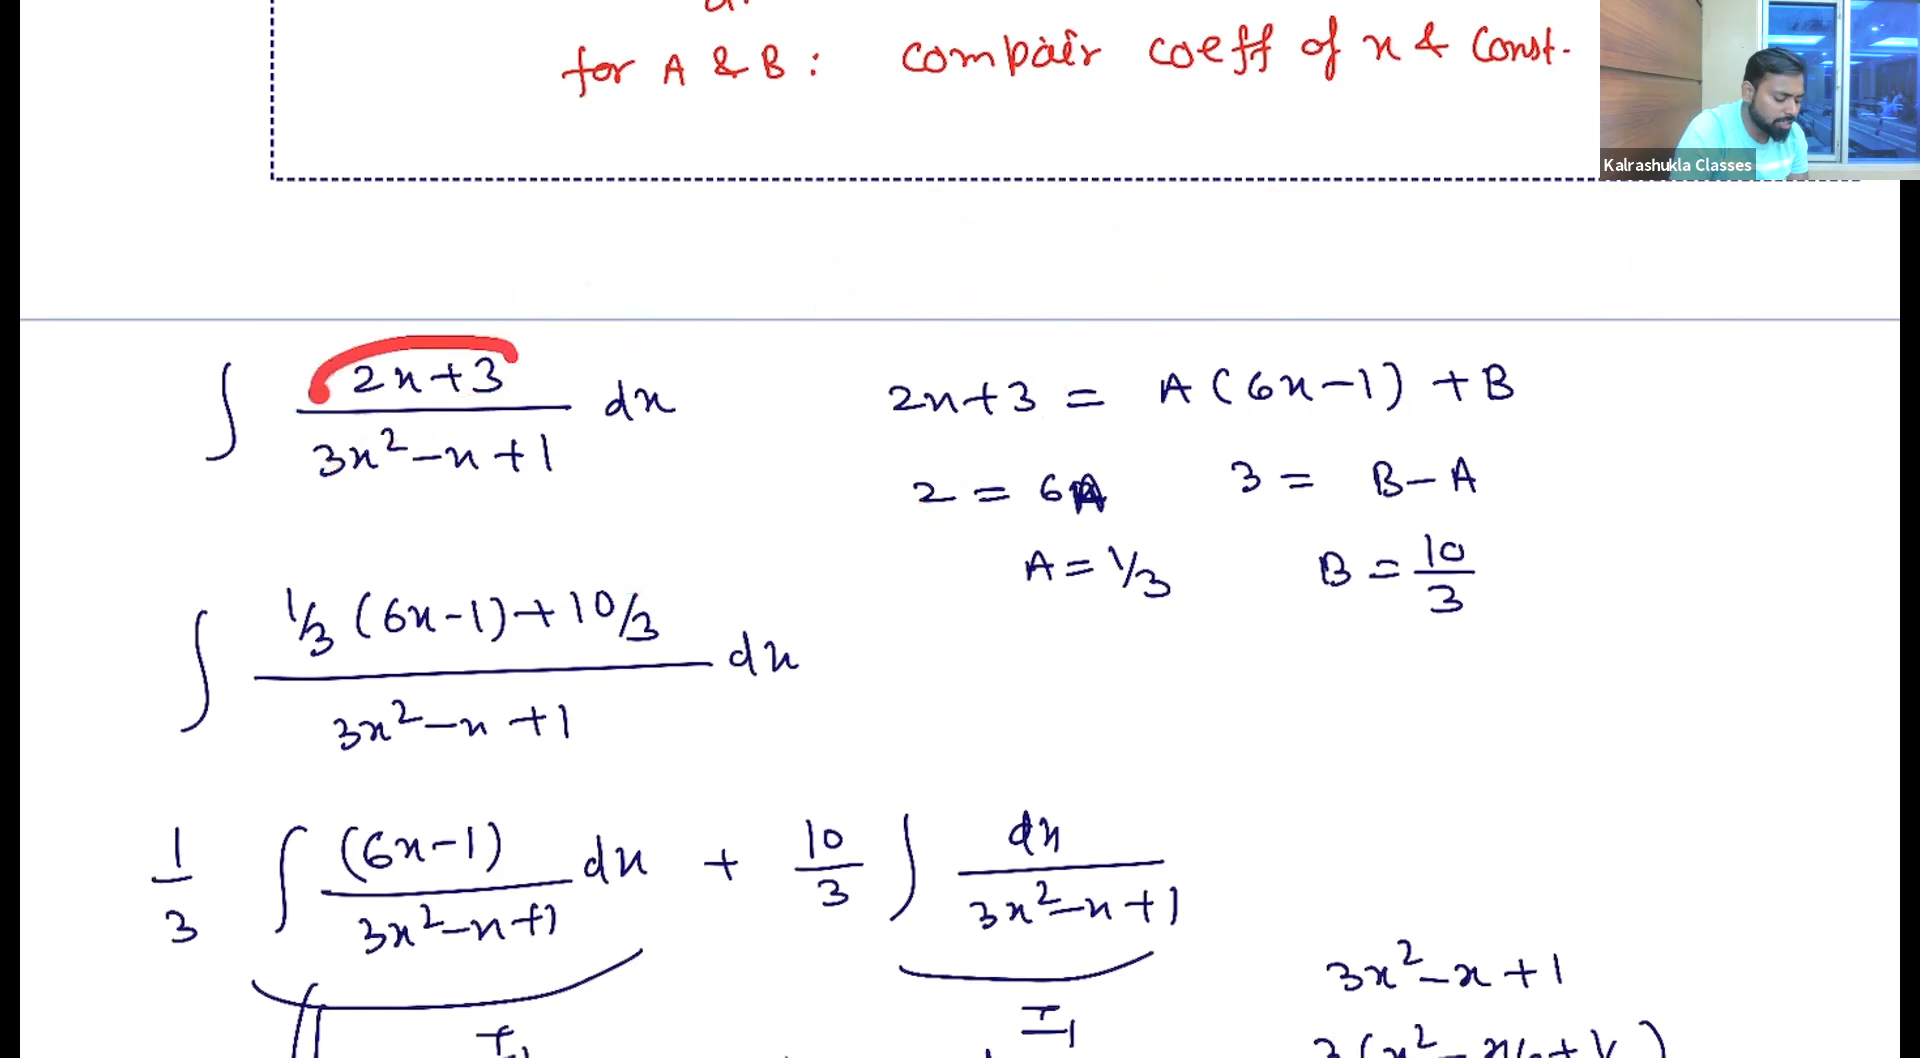 for A & B : compair coeff of x & Const.
Kalrashukla Classes
∫ (2x+3)/(3x²-x+1) dx
2x+3 = A(6x-1)+B
2 = 6A 3 = B-A
A = 1/3 B = 10/3
∫ (1/3(6x-1)+10/3)/(3x²-x+1) dx
1/3 ∫ (6x-1)/(3x²-x+1) dx + 10/3 ∫ dx/(3x²-x+1)
I₁
3x²-x+1